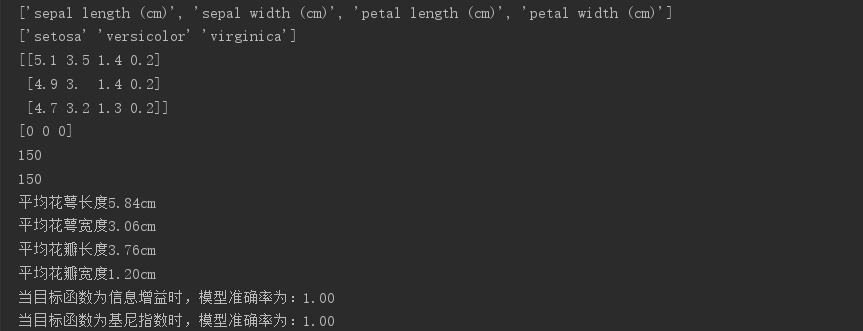 ['sepal length (cm)', 'sepal width (cm)', 'petal length (cm)', 'petal width (cm)']
['setosa' 'versicolor' 'virginica']
[[5.1 3.5 1.4 0.2]
 [4.9 3.  1.4 0.2]
 [4.7 3.2 1.3 0.2]]
[0 0 0]
150
150
平均花萼长度5.84cm
平均花萼宽度3.06cm
平均花瓣长度3.76cm
平均花瓣宽度1.20cm
当目标函数为信息增益时，模型准确率为：1.00
当目标函数为基尼指数时，模型准确率为：1.00